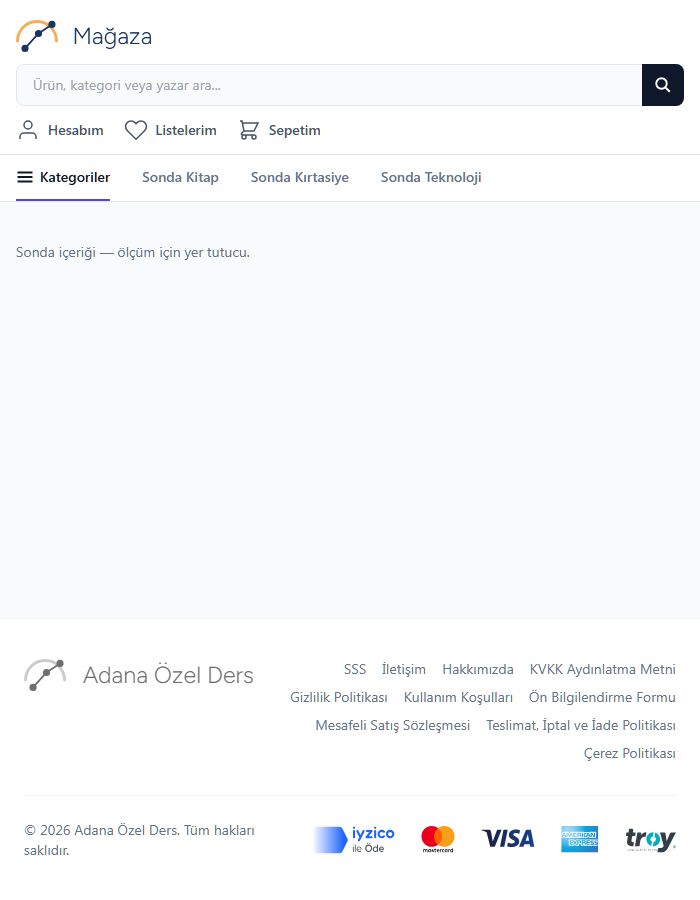 Mağaza
Ürün, kategori veya yazar ara...
Hesabım Listelerim Sepetim
Kategoriler Sonda Kitap Sonda Kırtasiye Sonda Teknoloji
Sonda içeriği — ölçüm için yer tutucu.
Adana Özel Ders
SSS İletişim Hakkımızda KVKK Aydınlatma Metni
Gizlilik Politikası Kullanım Koşulları Ön Bilgilendirme Formu
Mesafeli Satış Sözleşmesi Teslimat, İptal ve İade Politikası
Çerez Politikası
© 2026 Adana Özel Ders. Tüm hakları
saklıdır.
iyzico
ile Öde
mastercard
VISA
AMERICAN
EXPRESS
troy